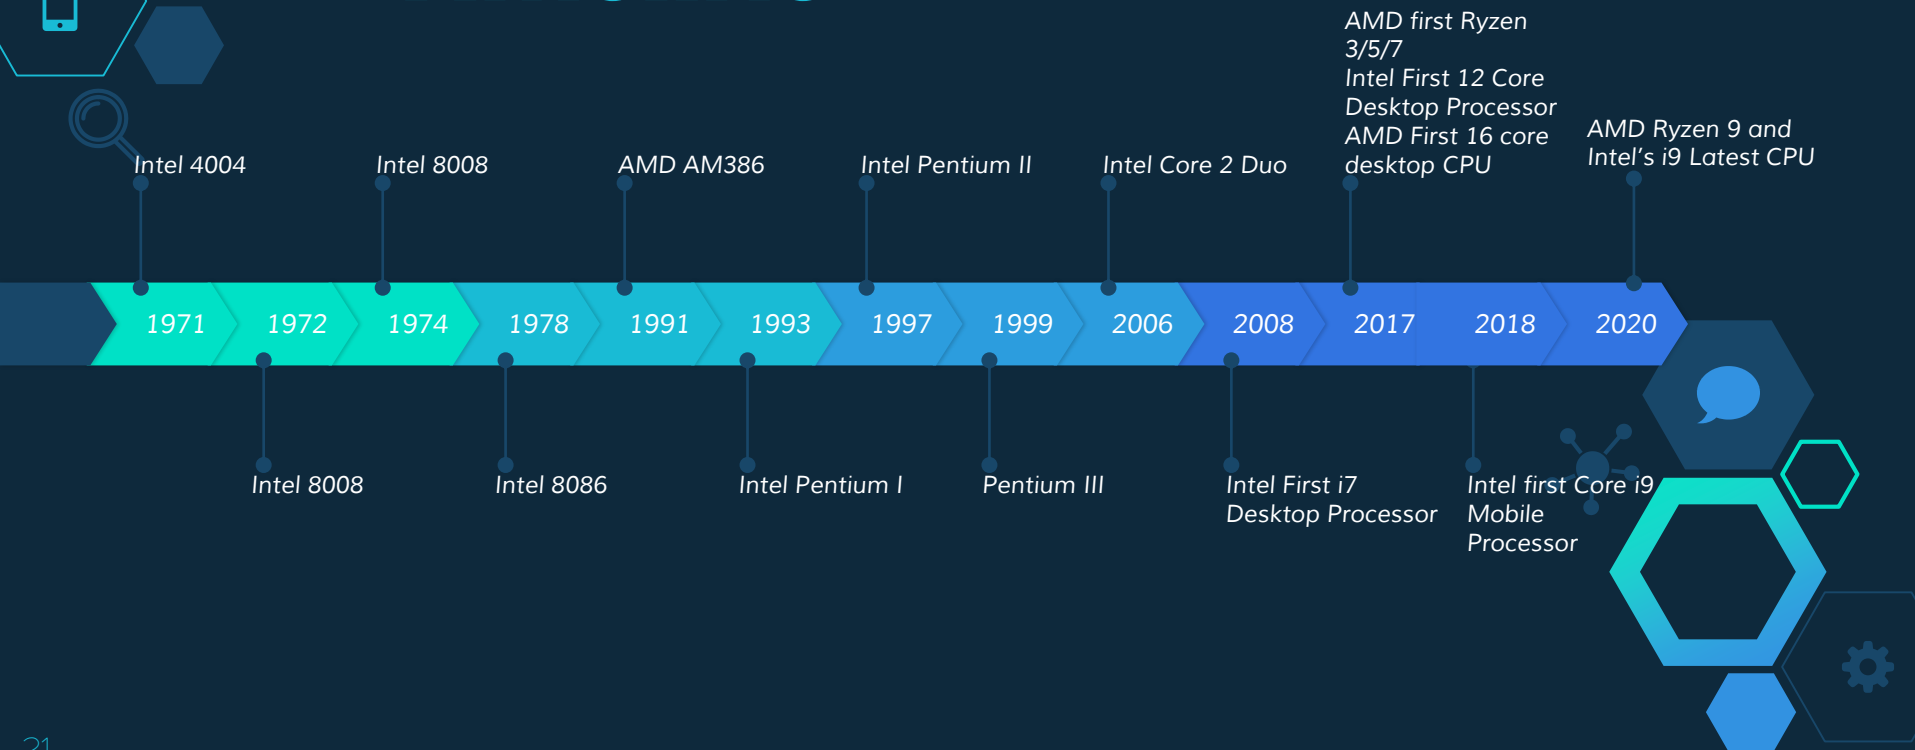 AMD first Ryzen
3/5/7
Intel First 12 Core
Desktop Processor
AMD First 16 core
desktop CPU
AMD Ryzen 9 and
Intel's i9 Latest CPU
Intel 4004
Intel 8008
AMD AM386
Intel Pentium II
Intel Core 2 Duo
1971
1972
1974
1978
1991
1993
1997
1999
2006
2008
2017
2018
2020
Intel 8008
Intel 8086
Intel Pentium I
Pentium III
Intel First i7
Desktop Processor
Intel first Core i9
Mobile
Processor
21